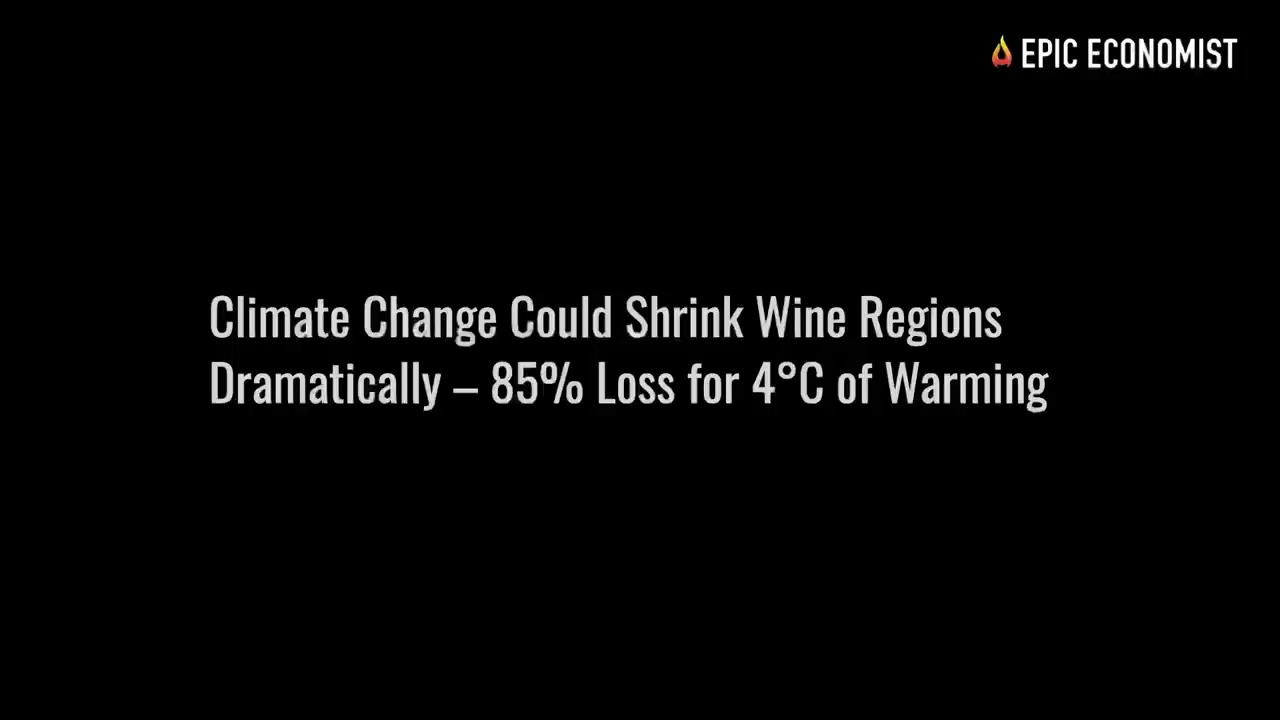 EPIC ECONOMIST
Climate Change Could Shrink Wine Regions
Dramatically – 85% Loss for 4°C of Warming